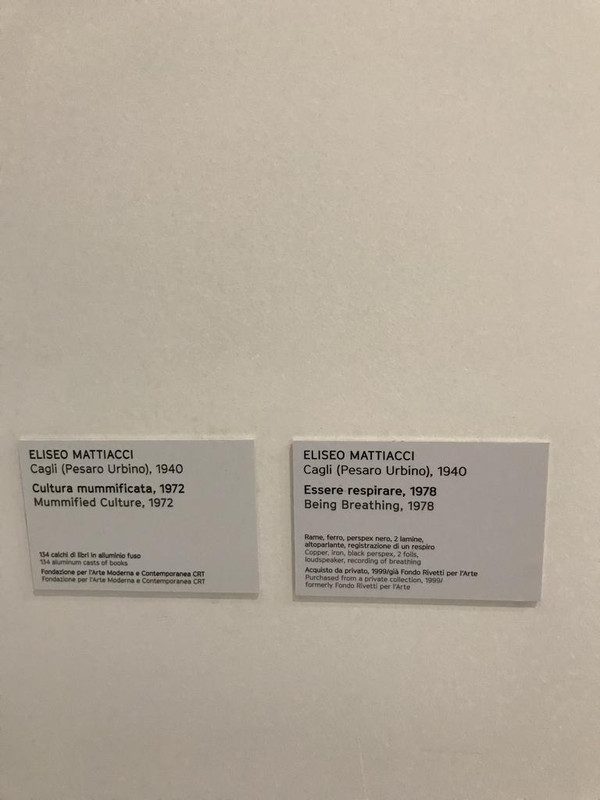 ELISEO MATTIACCI
Cagli (Pesaro Urbino), 1940
Cultura mummificata, 1972
Mummified Culture, 1972
134 calchi di libri in alluminio fuso
134 aluminum casts of books
Fondazione per l'Arte Moderna e Contemporanea CRT
Fondazione per l'Arte Moderna e Contemporanea CRT
ELISEO MATTIACCI
Cagli (Pesaro Urbino), 1940
Essere respirare, 1978
Being Breathing, 1978
Rame, ferro, perspex nero, 2 lamine,
altoparlante, registrazione di un respiro
Copper, iron, black perspex, 2 foils,
loudspeaker, recording of breathing
Acquisto da privato, 1999/già Fondo Rivetti per l'Arte
Purchased from a private collection, 1999/
formerly Fondo Rivetti per l'Arte